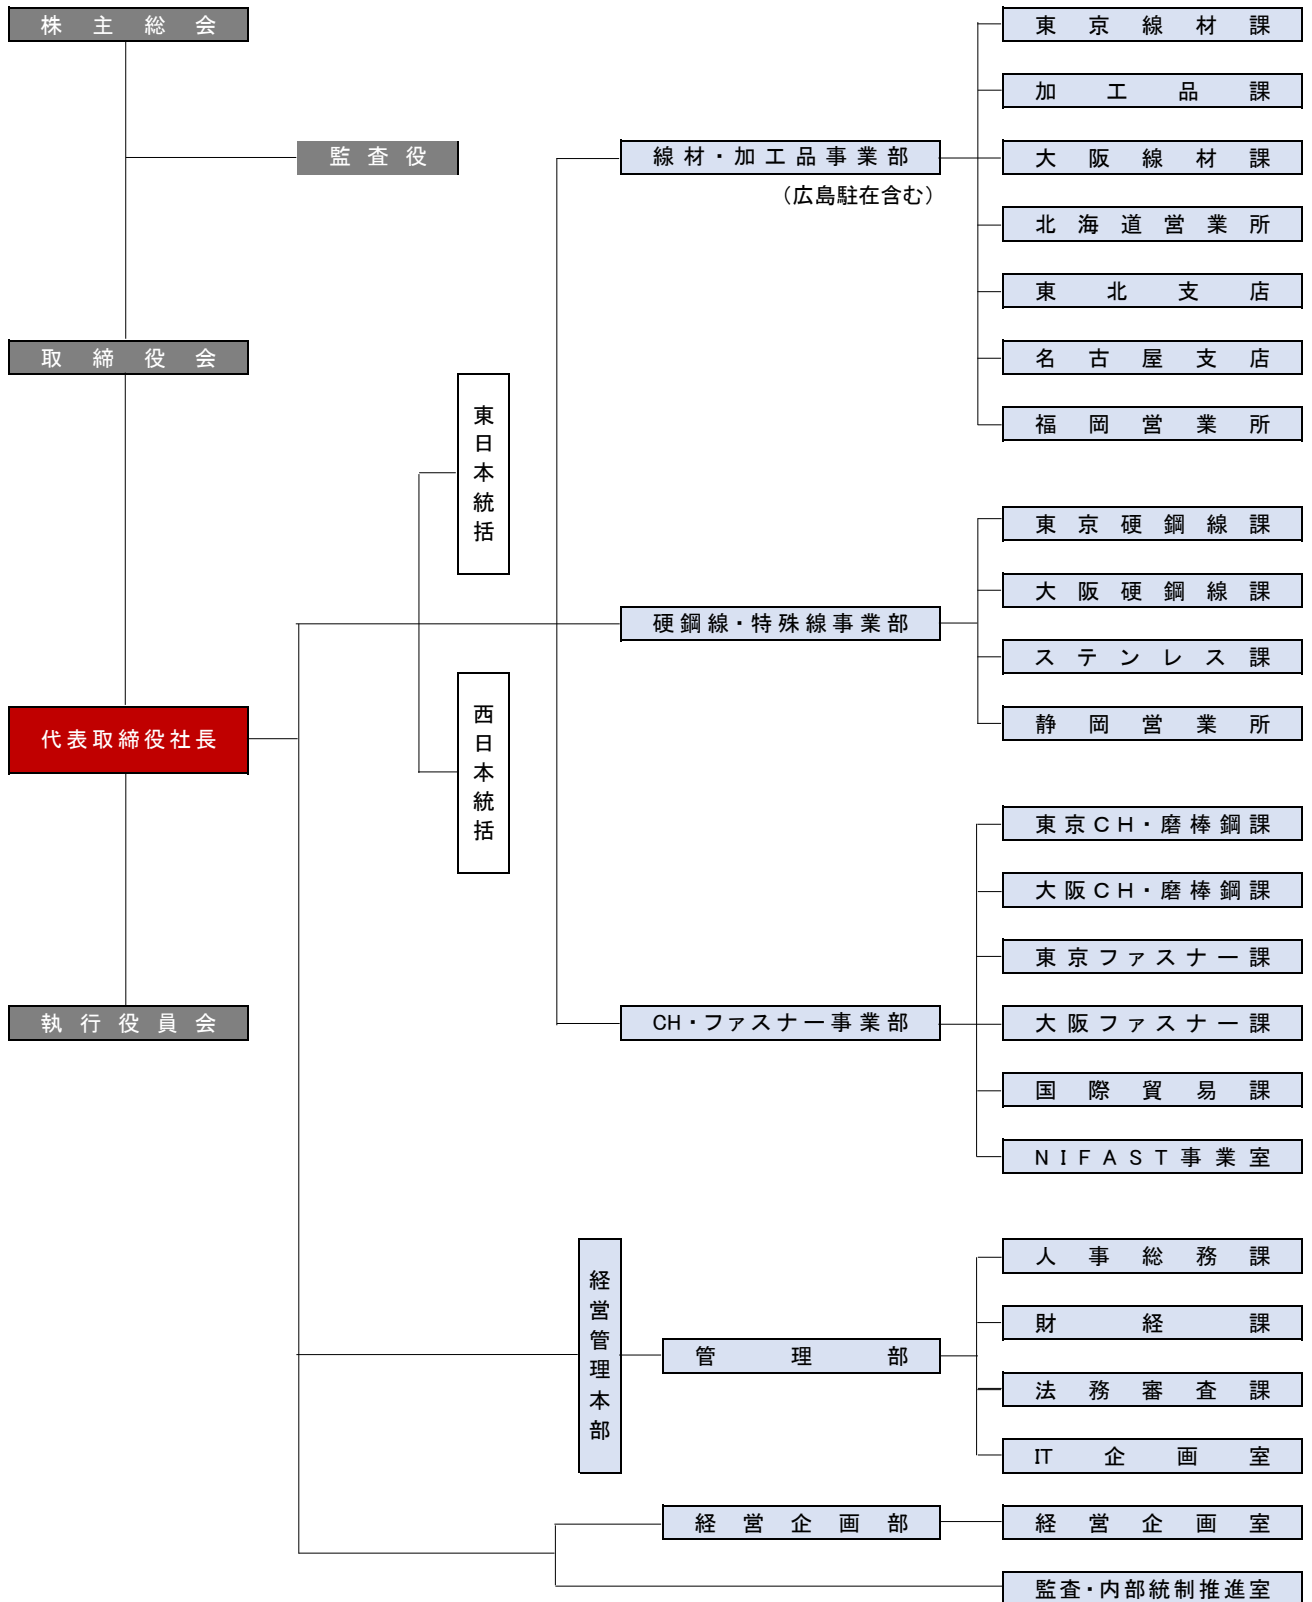 株主総会
監査役
取締役会
代表取締役社長
執行役員会
東日本統括
西日本統括
線材・加工品事業部
（広島駐在含む）
東京線材課
加工品課
大阪線材課
北海道営業所
東北支店
名古屋支店
福岡営業所
硬鋼線・特殊線事業部
東京硬鋼線課
大阪硬鋼線課
ステンレス課
静岡営業所
CH・ファスナー事業部
東京CH・磨棒鋼課
大阪CH・磨棒鋼課
東京ファスナー課
大阪ファスナー課
国際貿易課
NIFAST事業室
経営管理本部
管理部
人事総務課
財経課
法務審査課
IT企画室
経営企画部
経営企画室
監査・内部統制推進室